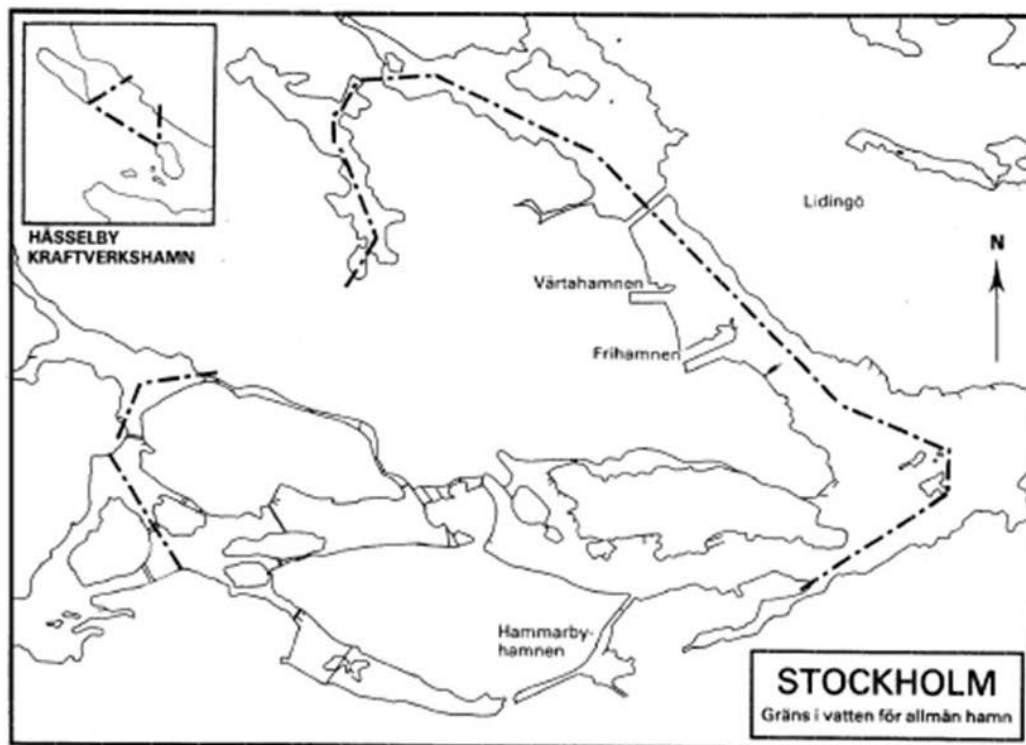 HÄSSELBY
KRAFTVERKSHAMN
Lidingö
N
Värtahamnen
Frihamnen
Hammarby-
hamnen
STOCKHOLM
Gräns i vatten för allmän hamn